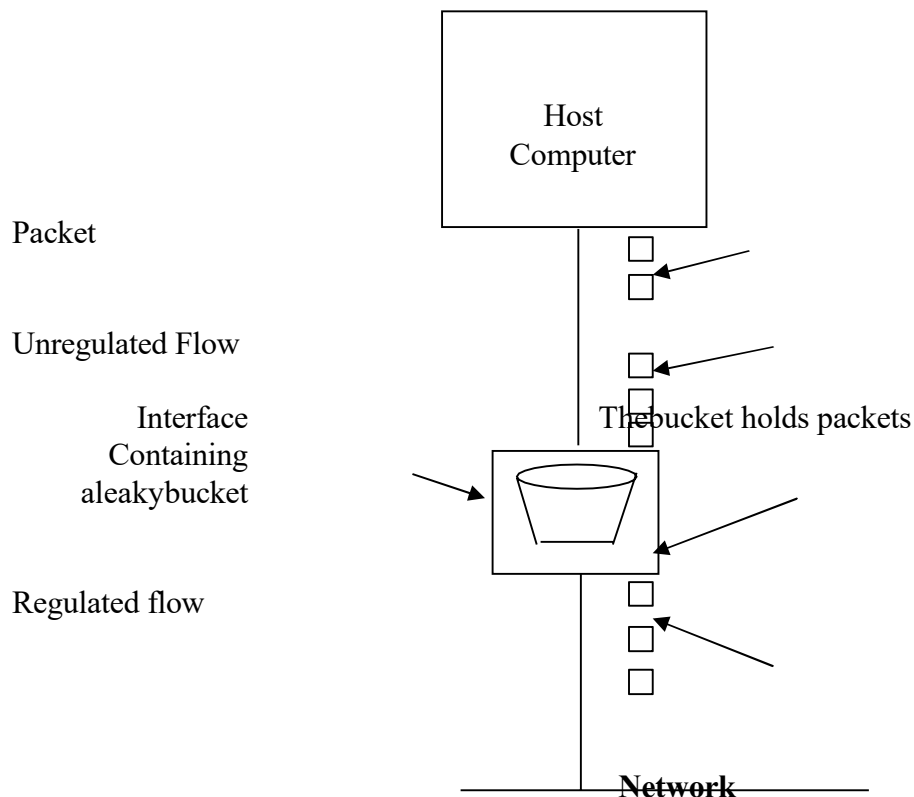 Host
Computer
Packet
Unregulated Flow
Interface
Containing
aleakybucket
Thebucket holds packets
Regulated flow
Network